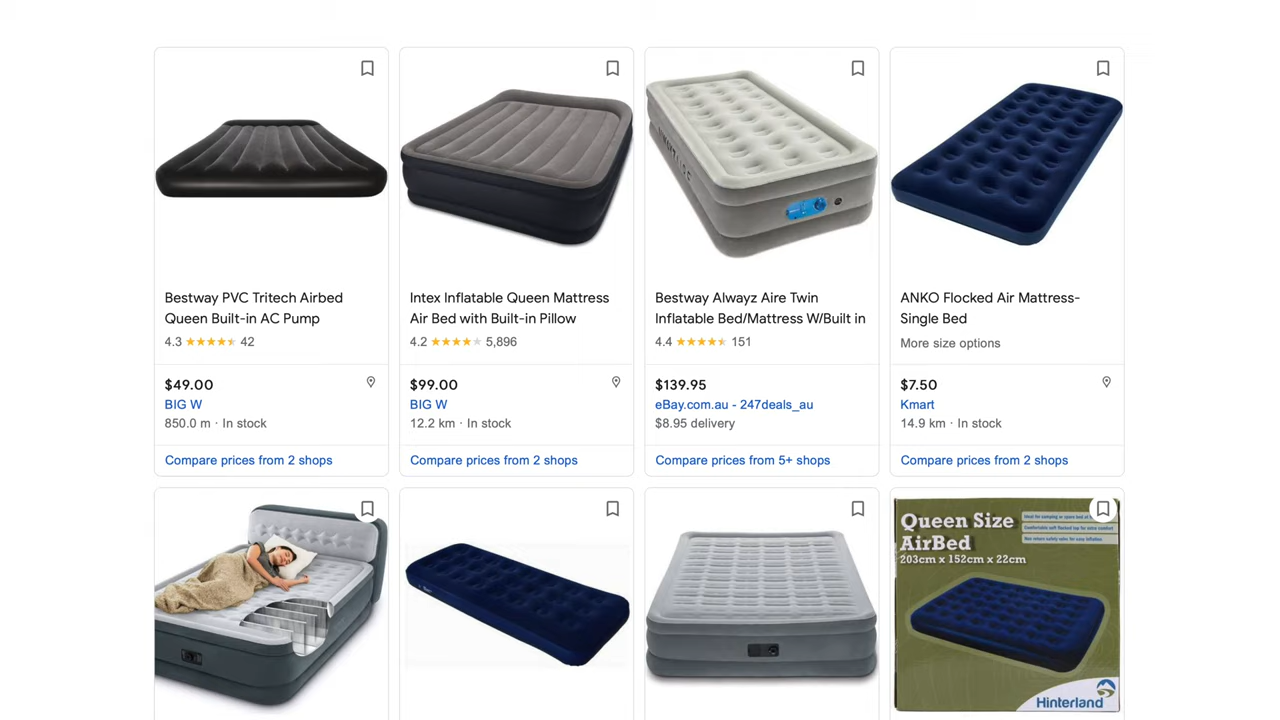 Bestway PVC Tritech Airbed
Queen Built-in AC Pump
4.3 42
$49.00
BIG W
850.0 m · In stock
Compare prices from 2 shops
Intex Inflatable Queen Mattress
Air Bed with Built-in Pillow
4.2 5,896
$99.00
BIG W
12.2 km · In stock
Compare prices from 2 shops
Bestway Alwayz Aire Twin
Inflatable Bed/Mattress W/Built in
4.4 151
$139.95
eBay.com.au - 247deals_au
$8.95 delivery
Compare prices from 5+ shops
ANKO Flocked Air Mattress-
Single Bed
More size options
$7.50
Kmart
14.9 km · In stock
Compare prices from 2 shops
Queen Size
AirBed
203cm x 152cm x 22cm
Hinterland